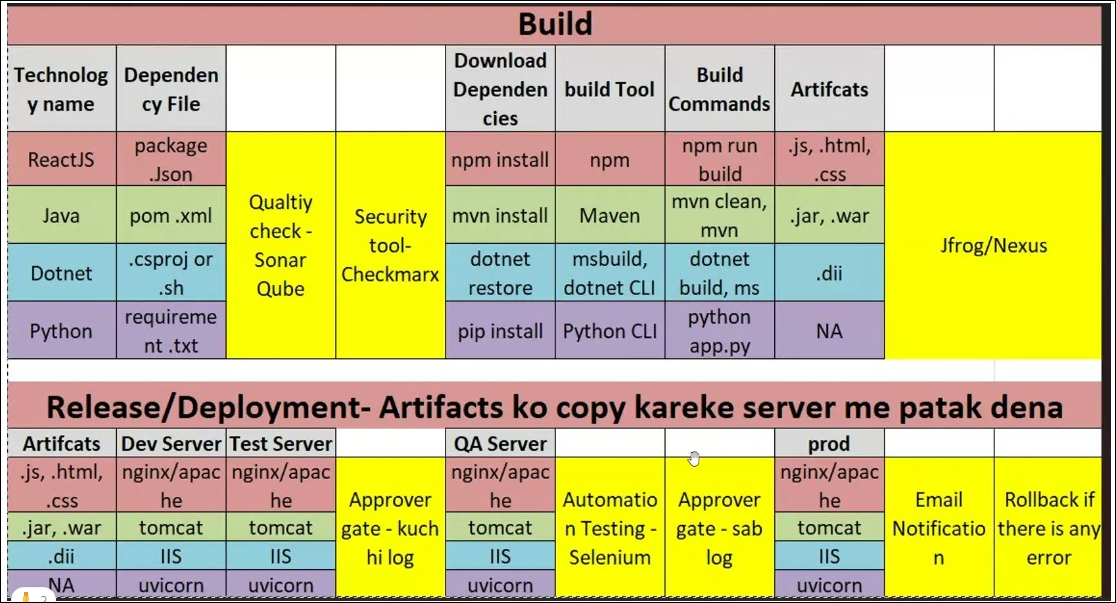 Build
Technolog
y name
Dependen
cy File
Download
Dependen
cies
build Tool
Build
Commands
Artifcats
ReactJS
package
.Json
npm install
npm
npm run
build
.js, .html,
.css
Java
pom .xml
mvn install
Maven
mvn clean,
mvn
.jar, .war
Dotnet
.csproj or
.sh
dotnet
restore
msbuild,
dotnet CLI
dotnet
build, ms
.dii
Python
requireme
nt .txt
pip install
Python CLI
python
app.py
NA
Qualtiy
check -
Sonar
Qube
Security
tool-
Checkmarx
Jfrog/Nexus
Release/Deployment- Artifacts ko copy kareke server me patak dena
Artifcats
Dev Server
Test Server
QA Server
prod
.js, .html,
.css
nginx/apac
he
nginx/apac
he
nginx/apac
he
nginx/apac
he
.jar, .war
tomcat
tomcat
tomcat
tomcat
.dii
IIS
IIS
IIS
IIS
NA
uvicorn
uvicorn
uvicorn
uvicorn
Approver
gate - kuch
hi log
Automatio
n Testing -
Selenium
Approver
gate - sab
log
Email
Notificatio
n
Rollback if
there is any
error
2